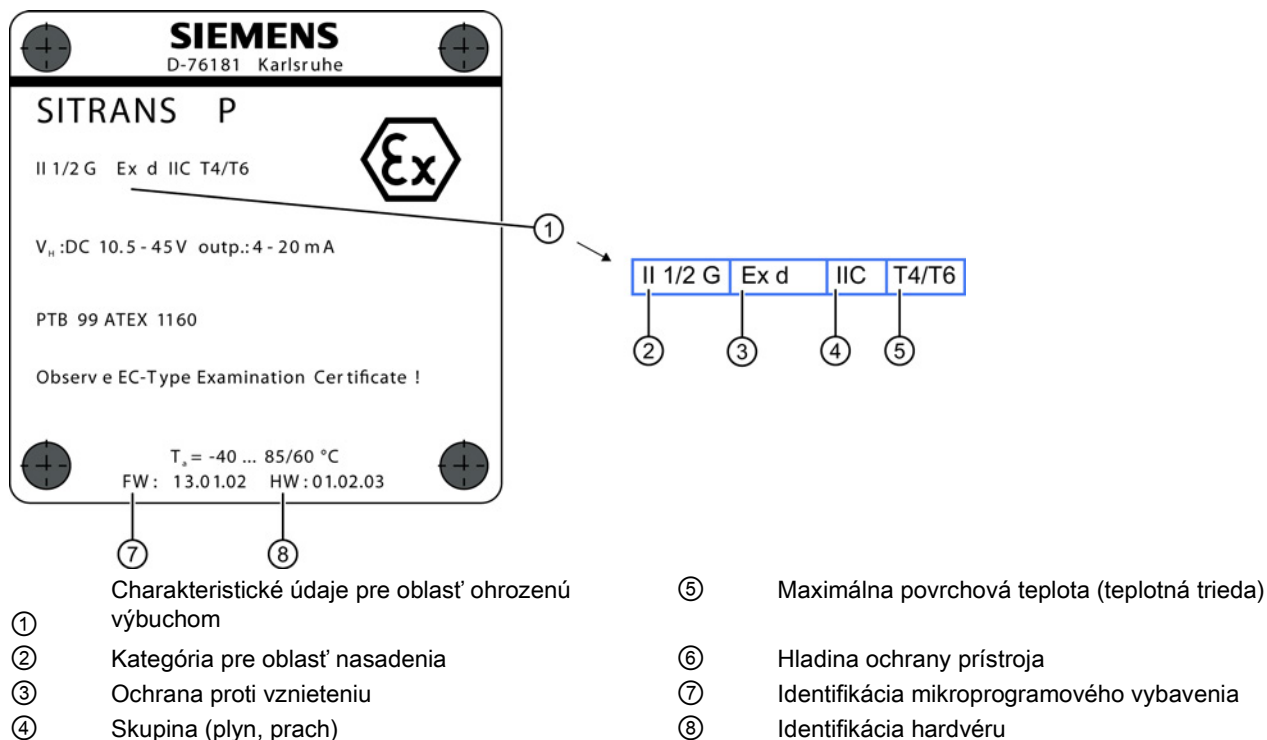 SIEMENS
D-76181 Karlsruhe
SITRANS P
II 1/2 G Ex d IIC T4/T6
Ex
①
V_H :DC 10.5 - 45 V outp.: 4 - 20 mA
II 1/2 G Ex d IIC T4/T6
② ③ ④ ⑤
PTB 99 ATEX 1160
Observ e EC-Type Examination Cer tificate !
T_a = -40 ... 85/60 °C
FW : 13.01.02 HW : 01.02.03
⑦ ⑧
① Charakteristické údaje pre oblasť ohrozenú
výbuchom
② Kategória pre oblasť nasadenia
③ Ochrana proti vznieteniu
④ Skupina (plyn, prach)
⑤ Maximálna povrchová teplota (teplotná trieda)
⑥ Hladina ochrany prístroja
⑦ Identifikácia mikroprogramového vybavenia
⑧ Identifikácia hardvéru